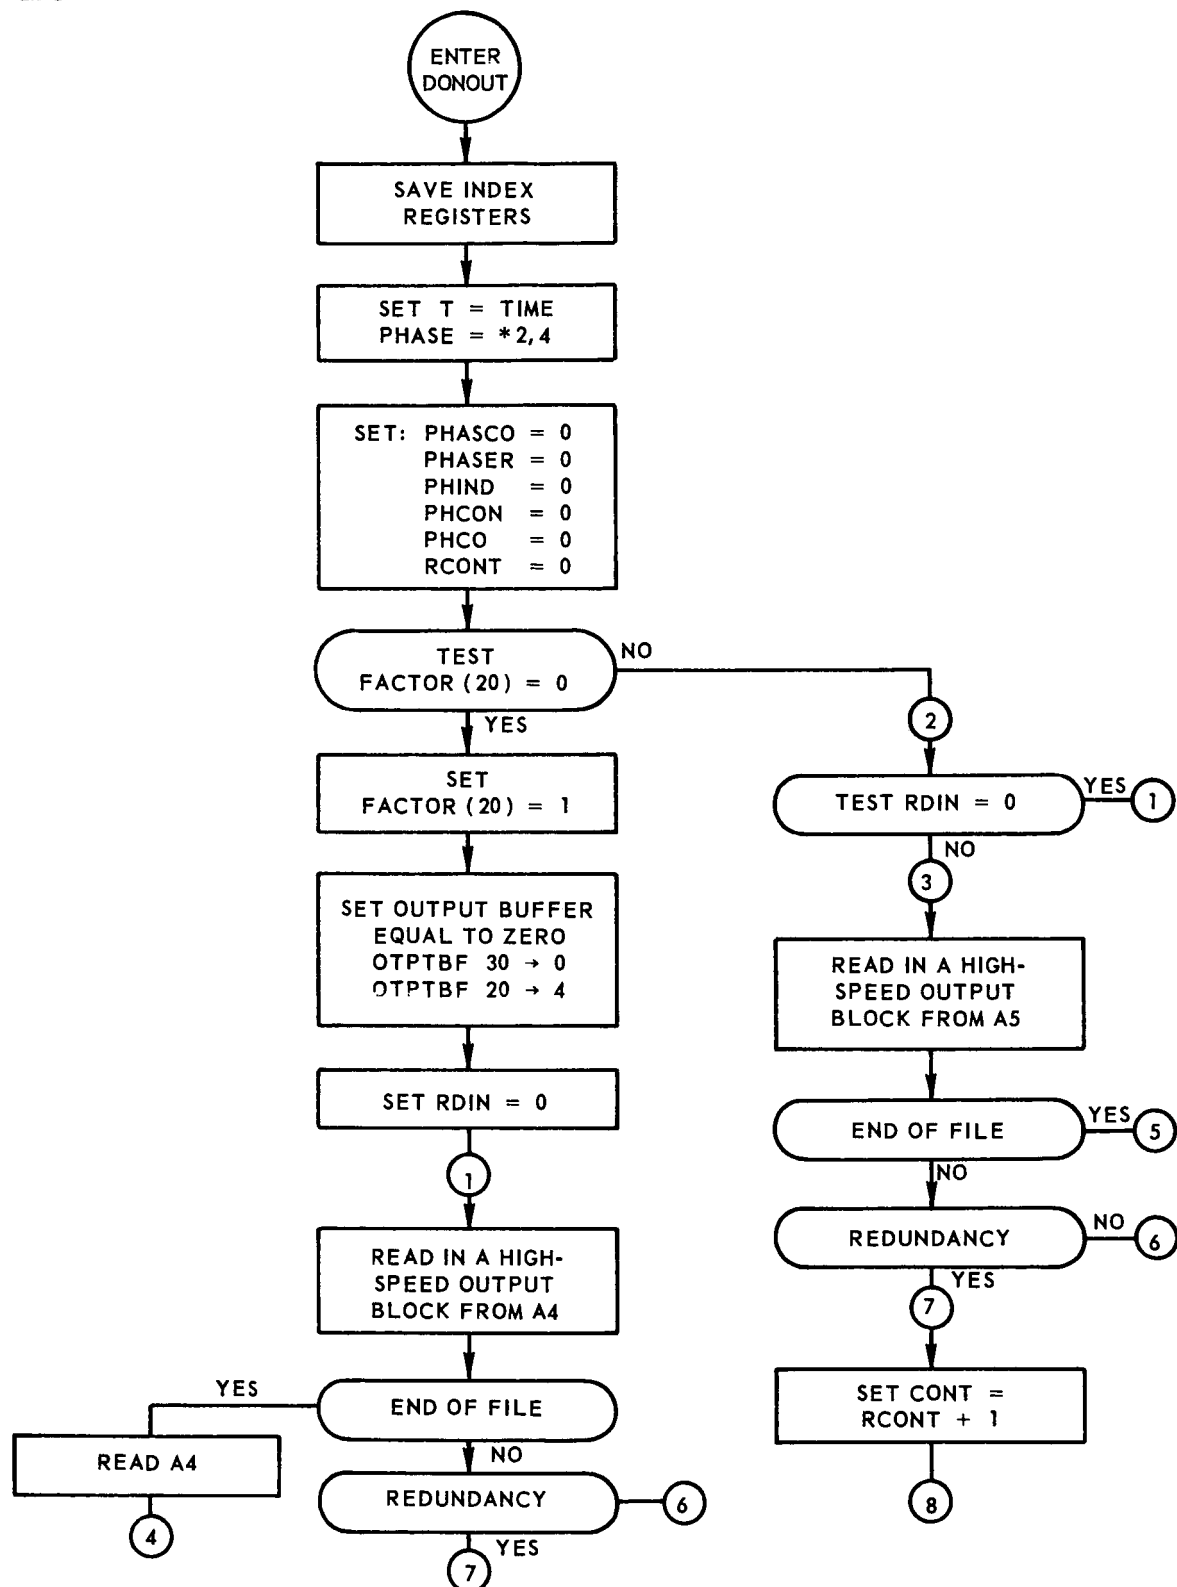 ENTER
DONOUT
SAVE INDEX
REGISTERS
SET T = TIME
PHASE = *2,4
SET: PHASCO = 0
PHASER = 0
PHIND = 0
PHCON = 0
PHCO = 0
RCONT = 0
TEST
FACTOR (20) = 0
NO
YES
SET
FACTOR (20) = 1
SET OUTPUT BUFFER
EQUAL TO ZERO
OTPTBF 30 → 0
OTPTBF 20 → 4
SET RDIN = 0
1
READ IN A HIGH-
SPEED OUTPUT
BLOCK FROM A4
END OF FILE
YES
READ A4
4
NO
REDUNDANCY
6
YES
7
2
TEST RDIN = 0
YES
1
NO
3
READ IN A HIGH-
SPEED OUTPUT
BLOCK FROM A5
END OF FILE
YES
5
NO
REDUNDANCY
NO
6
YES
7
SET CONT =
RCONT + 1
8